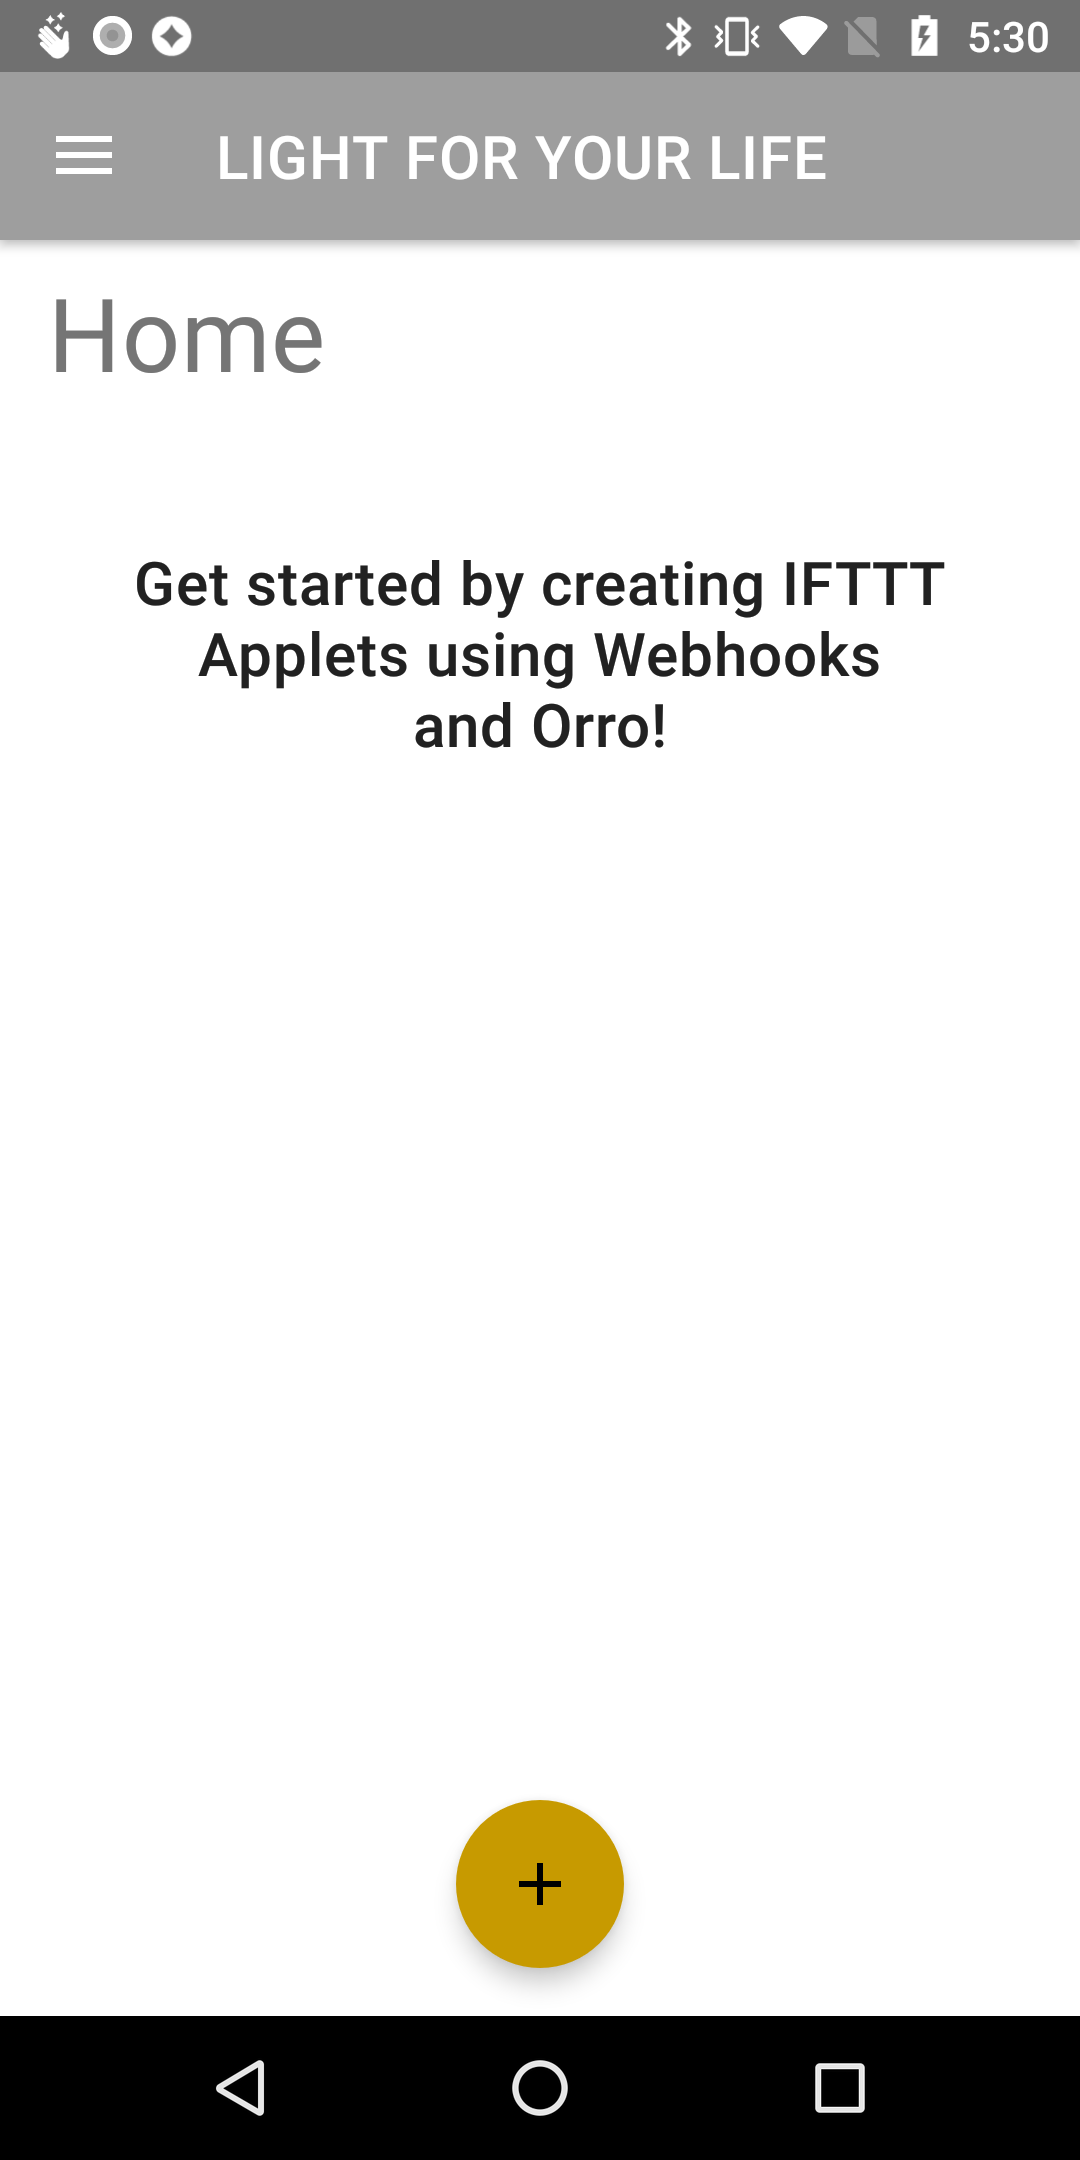 5:30
LIGHT FOR YOUR LIFE
Home
Get started by creating IFTTT
Applets using Webhooks
and Orro!